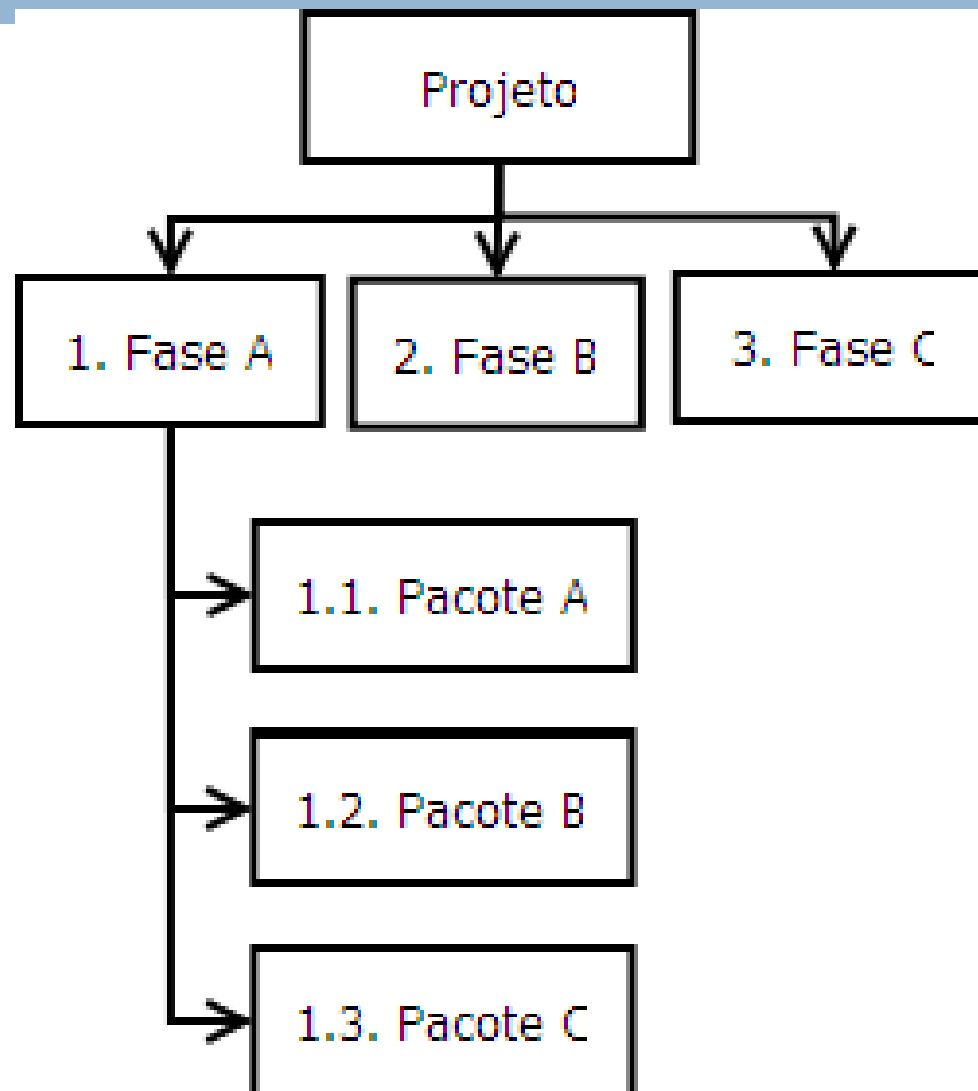 Projeto
1. Fase A
2. Fase B
3. Fase C
1.1. Pacote A
1.2. Pacote B
1.3. Pacote C